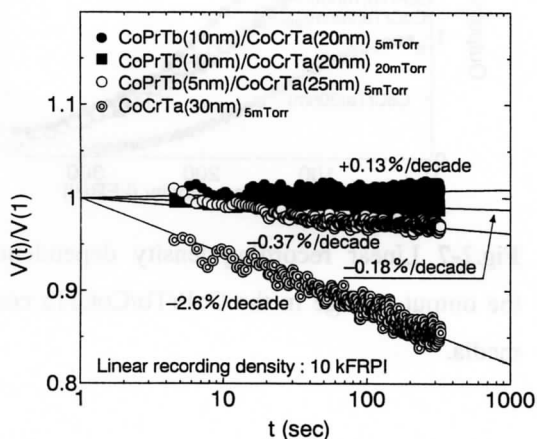 CoPrTb(10nm)/CoCrTa(20nm) 5mTorr
CoPrTb(10nm)/CoCrTa(20nm) 20mTorr
CoPrTb(5nm)/CoCrTa(25nm) 5mTorr
CoCrTa(30nm) 5mTorr
1.1
+0.13%/decade
1
−0.37%/decade
−0.18%/decade
0.9
−2.6%/decade
Linear recording density : 10 kFRPI
0.8
1 10 100 1000
V(t)/V(1)
t (sec)